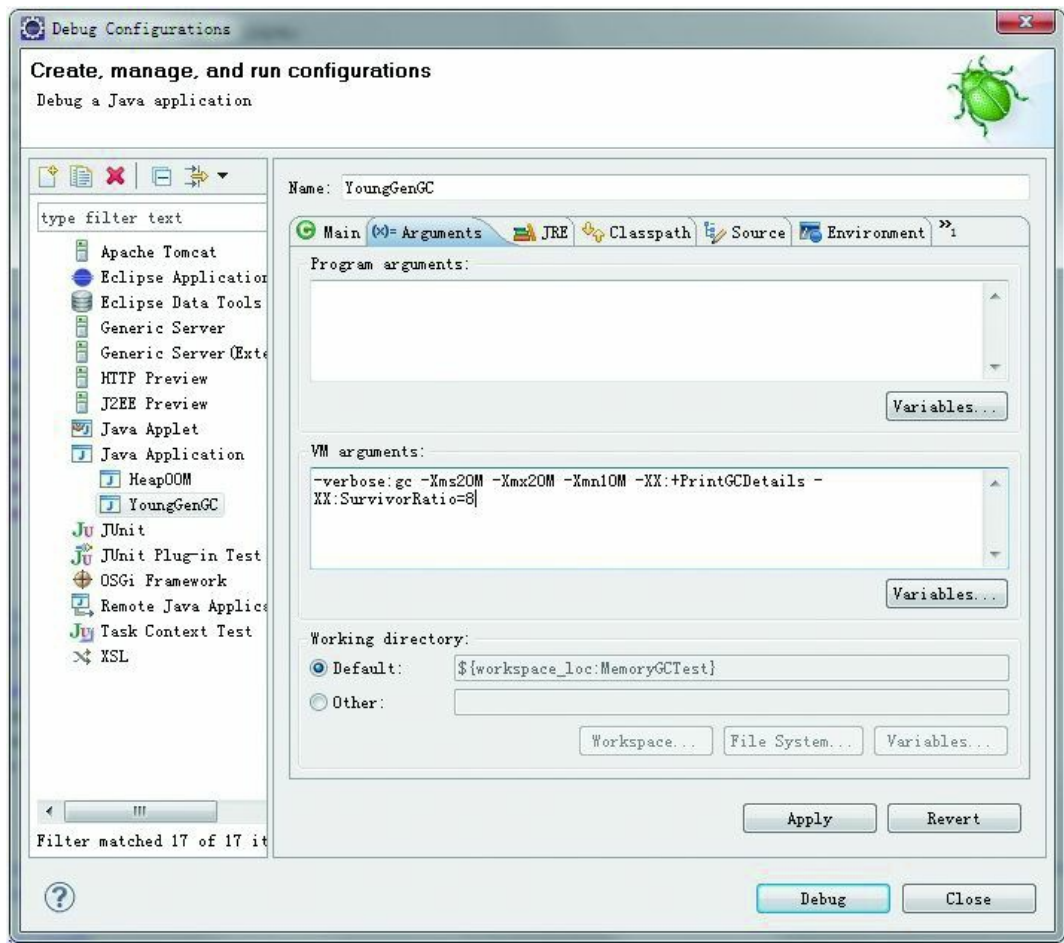 Debug Configurations
Create, manage, and run configurations
Debug a Java application
type filter text
Apache Tomcat
Eclipse Application
Eclipse Data Tools
Generic Server
Generic Server(Exte
HTTP Preview
J2EE Preview
Java Applet
Java Application
HeapOOM
YoungGenGC
JUnit
JUnit Plug-in Test
OSGi Framework
Remote Java Applica
Task Context Test
XSL
Filter matched 17 of 17 it
Name: YoungGenGC
Main (x)= Arguments JRE Classpath Source Environment »1
Program arguments:
Variables...
VM arguments:
-verbose:gc -Xms20M -Xmx20M -Xmn10M -XX:+PrintGCDetails -
XX:SurvivorRatio=8
Variables...
Working directory:
Default: ${workspace_loc:MemoryGCTest}
Other:
Workspace... File System... Variables...
Apply Revert
Debug Close